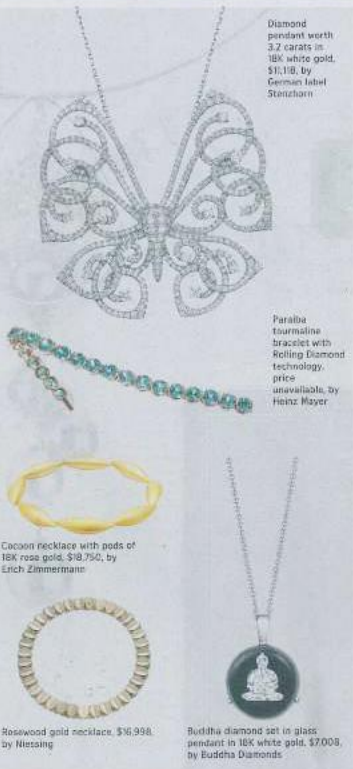 Diamond
pendant worth
3.2 carats in
18K white gold,
$11,118, by
German label
Stenzhorn
Paraiba
tourmaline
bracelet with
Rolling Diamond
technology,
price
unavailable, by
Heinz Mayer
Cocoon necklace with pods of
18K rose gold, $18,750, by
Erich Zimmermann
Rosewood gold necklace, $16,998,
by Niessing
Buddha diamond set in glass
pendant in 18K white gold, $7,008,
by Buddha Diamonds